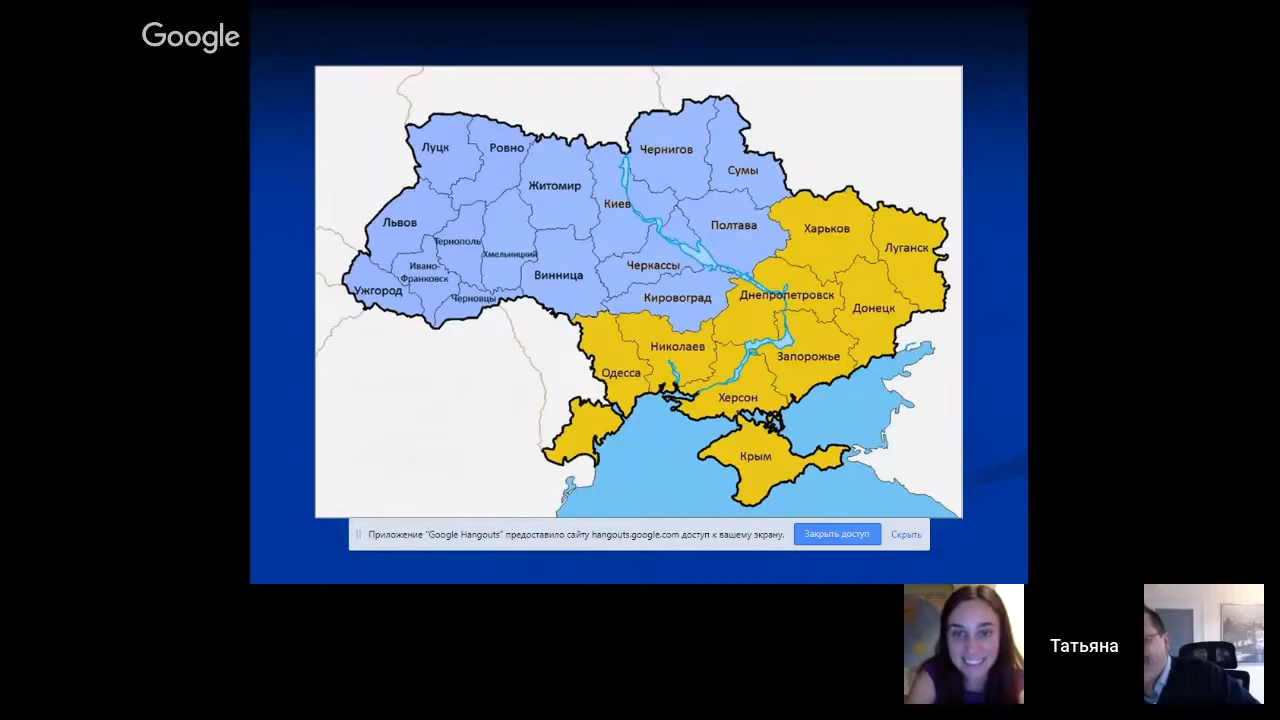 Google
Чернигов
Луцк
Ровно
Сумы
Житомир
Киев
Львов
Полтава
Харьков
Тернополь
Луганск
Хмельницкий
Черкассы
Ивано-
Франковск
Винница
Ужгород
Черновцы
Кировоград
Днепропетровск
Донецк
Николаев
Запорожье
Одесса
Херсон
Крым
Приложение "Google Hangouts" предоставило сайту hangouts.google.com доступ к вашему экрану.
Закрыть доступ
Скрыть
Татьяна